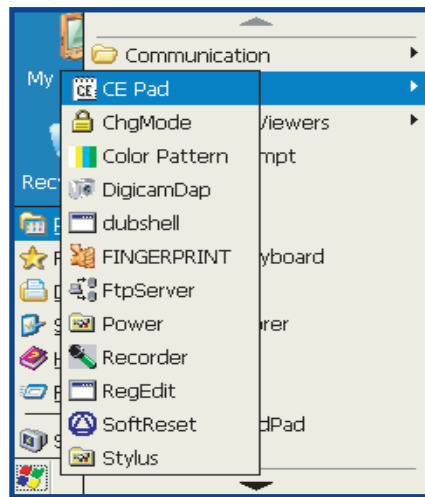 Communication
My
CE Pad
ChgMode
Viewers
Color Pattern
mpt
Rec
DigicamDap
dubshell
FINGERPRINT
yboard
FtpServer
Power
rer
Recorder
RegEdit
SoftReset
dPad
Stylus